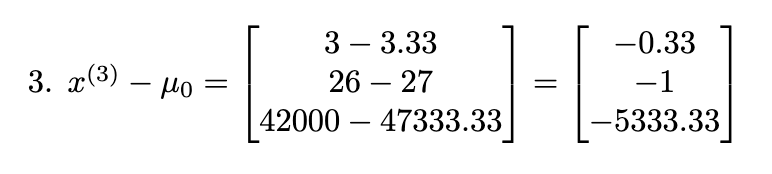 3. x^{(3)} − μ_0 = [3 − 3.33; 26 − 27; 42000 − 47333.33] = [−0.33; −1; −5333.33]